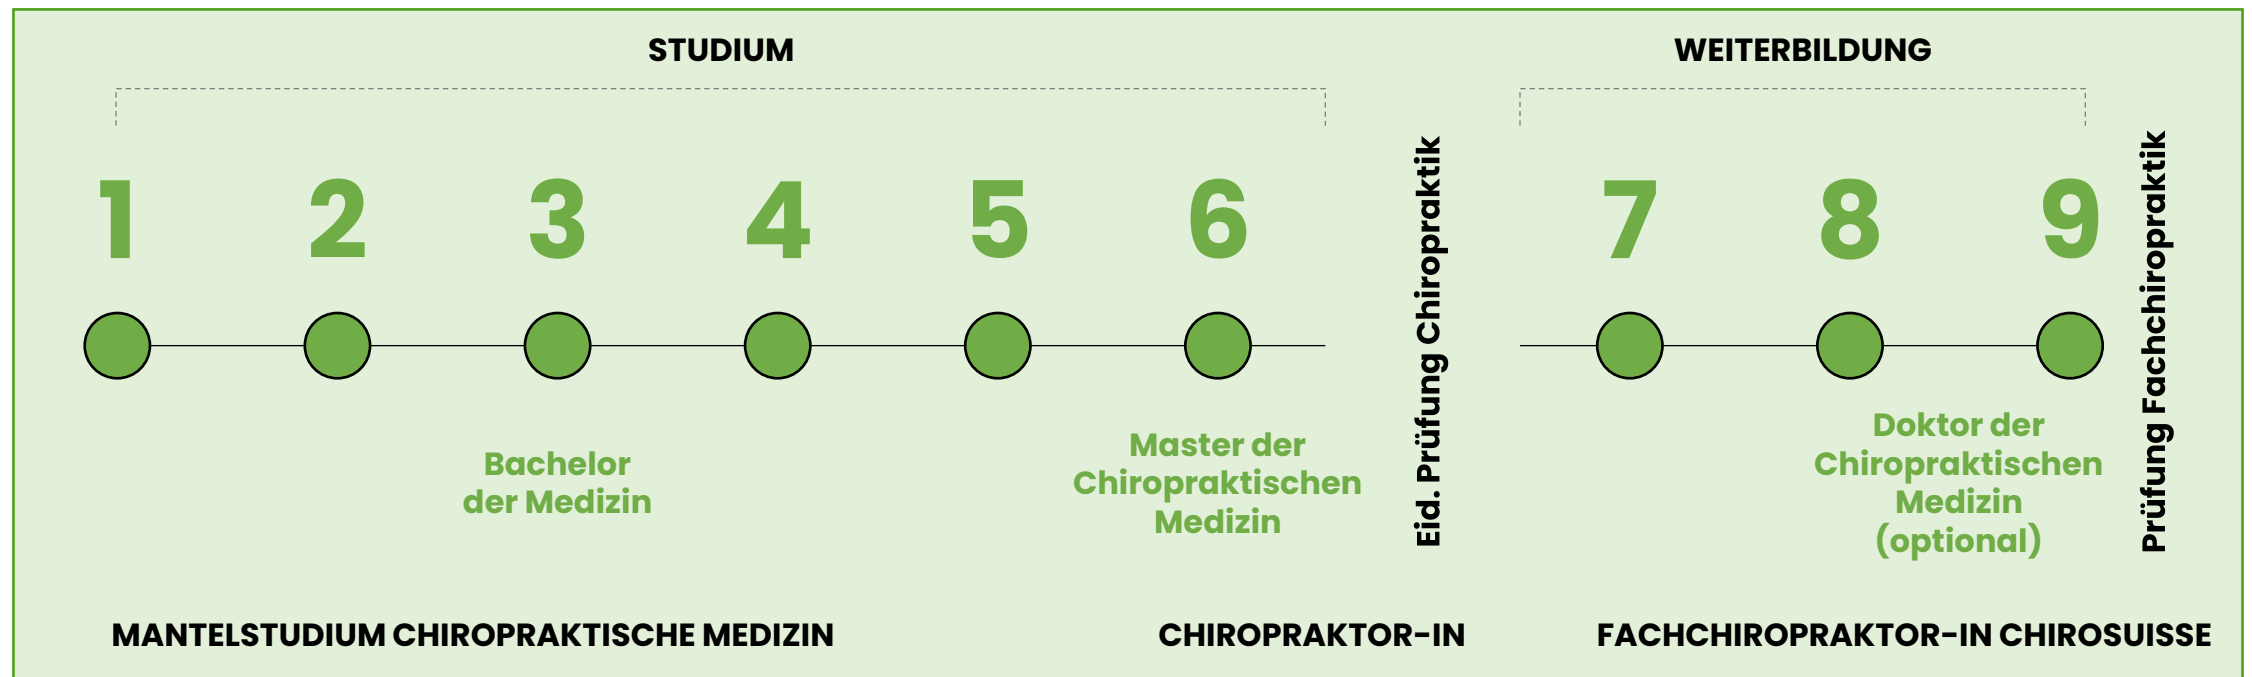 STUDIUM
WEITERBILDUNG
1 2 3 4 5 6
Eid. Prüfung Chiropraktik
7 8 9
Prüfung Fachchiropraktik
Bachelor
der Medizin
Master der
Chiropraktischen
Medizin
Doktor der
Chiropraktischen
Medizin
(optional)
MANTELSTUDIUM CHIROPRAKTISCHE MEDIZIN
CHIROPRAKTOR-IN
FACHCHIROPRAKTOR-IN CHIROSUISSE